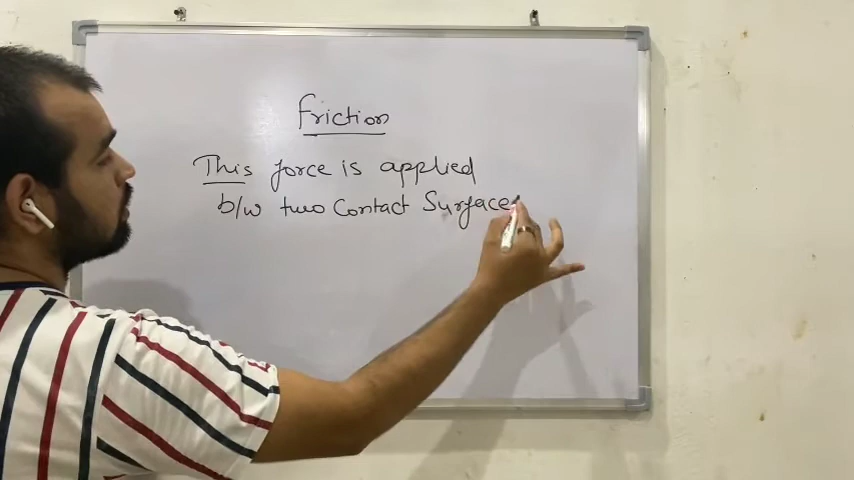 friction
This force is applied
b/w two Contact Surfaces